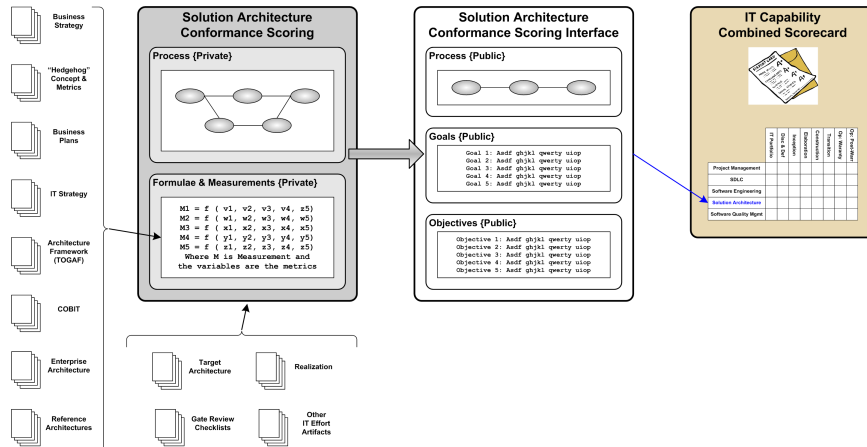 Business
Strategy
"Hedgehog"
Concept &
Metrics
Business
Plans
IT Strategy
Architecture
Framework
(TOGAF)
COBIT
Enterprise
Architecture
Reference
Architectures
Solution Architecture
Conformance Scoring
Process {Private}
Formulae & Measurements {Private}
M1 = f ( v1, v2, v3, v4, z5)
M2 = f ( w1, w2, w3, w4, w5)
M3 = f ( x1, x2, x3, x4, x5)
M4 = f ( y1, y2, y3, y4, y5)
M5 = f ( z1, z2, z3, z4, z5)
Where M is Measurement and
the variables are the metrics
Target
Architecture
Realization
Gate Review
Checklists
Other
IT Effort
Artifacts
Solution Architecture
Conformance Scoring Interface
Process {Public}
Goals {Public}
Goal 1: Asdf ghjkl qwerty uiop
Goal 2: Asdf ghjkl qwerty uiop
Goal 3: Asdf ghjkl qwerty uiop
Goal 4: Asdf ghjkl qwerty uiop
Goal 5: Asdf ghjkl qwerty uiop
Objectives {Public}
Objective 1: Asdf ghjkl qwerty uiop
Objective 2: Asdf ghjkl qwerty uiop
Objective 3: Asdf ghjkl qwerty uiop
Objective 4: Asdf ghjkl qwerty uiop
Objective 5: Asdf ghjkl qwerty uiop
IT Capability
Combined Scorecard
IT Portfolio
Disc & Def
Inception
Elaboration
Construction
Transition
Op: Warranty
Op: Post-Warr
Project Management
SDLC
Software Engineering
Solution Architecture
Software Quality Mgmt